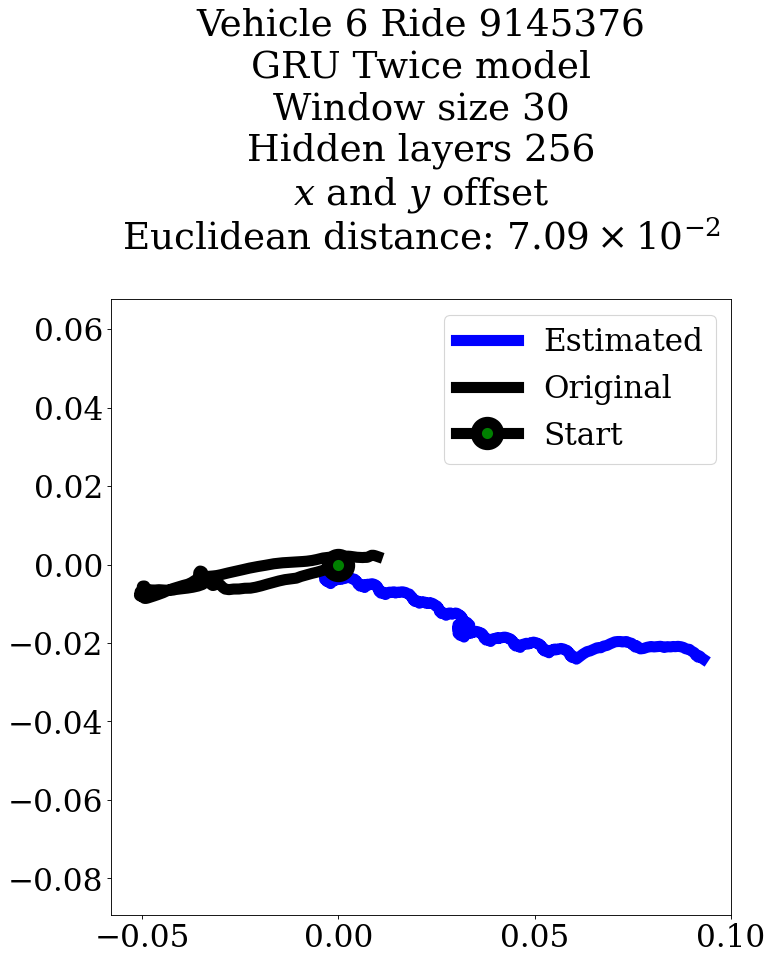 Vehicle 6 Ride 9145376
GRU Twice model
Window size 30
Hidden layers 256
x and y offset
Euclidean distance: 7.09 × 10⁻²
Estimated
Original
Start
0.06
0.04
0.02
0.00
−0.02
−0.04
−0.06
−0.08
−0.05 0.00 0.05 0.10